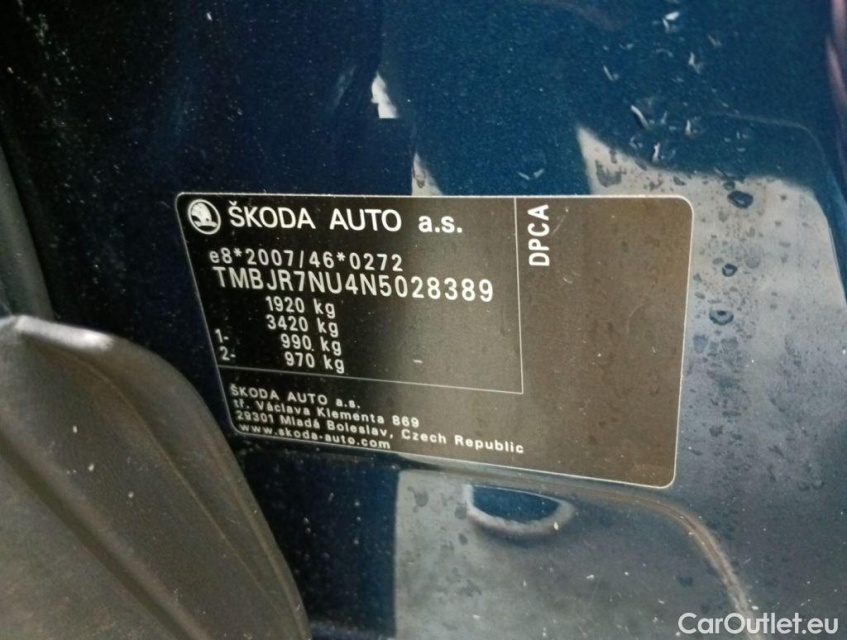 ŠKODA AUTO a.s.
DPCA
e8*2007/46*0272
TMBJR7NU4N5028389
1920 kg
3420 kg
1- 990 kg
2- 970 kg
ŠKODA AUTO a.s.
tř. Václava Klementa 869
29301 Mladá Boleslav, Czech Republic
www.skoda-auto.com
CarOutlet.eu